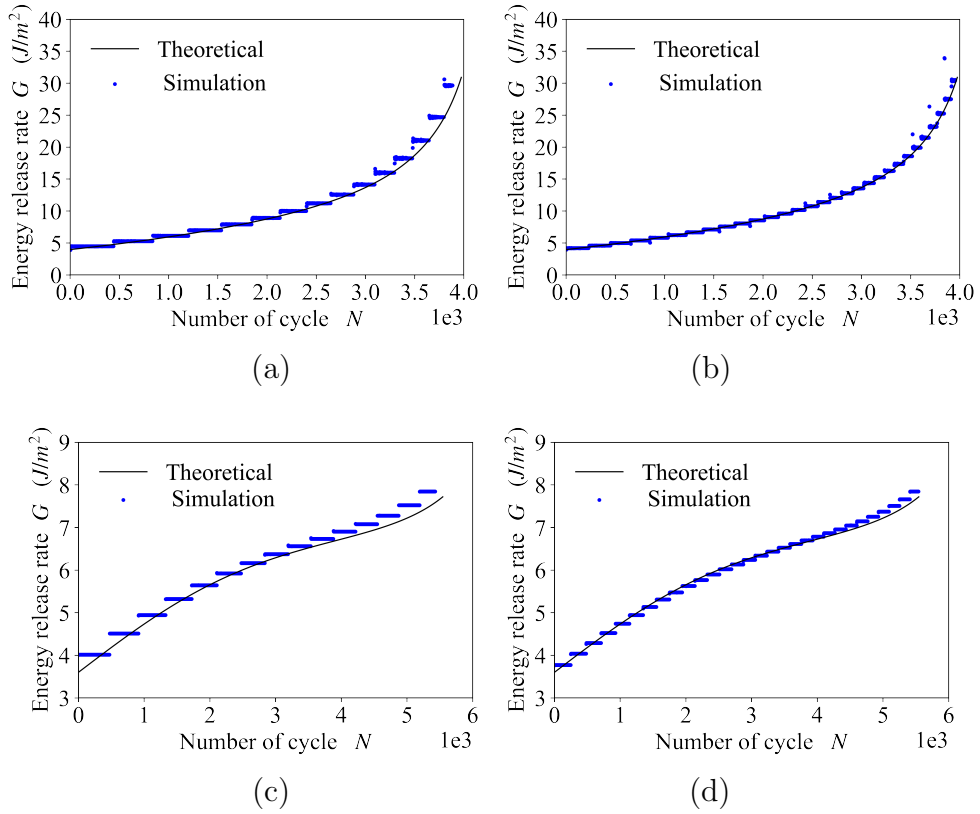 Energy release rate G (J/m²)
40
35
30
25
20
15
10
5
0
Theoretical
Simulation
0.0 0.5 1.0 1.5 2.0 2.5 3.0 3.5 4.0
Number of cycle N
1e3
(a)
Energy release rate G (J/m²)
40
35
30
25
20
15
10
5
0
Theoretical
Simulation
0.0 0.5 1.0 1.5 2.0 2.5 3.0 3.5 4.0
Number of cycle N
1e3
(b)
Energy release rate G (J/m²)
9
8
7
6
5
4
3
Theoretical
Simulation
0 1 2 3 4 5 6
Number of cycle N
1e3
(c)
Energy release rate G (J/m²)
9
8
7
6
5
4
3
Theoretical
Simulation
0 1 2 3 4 5 6
Number of cycle N
1e3
(d)